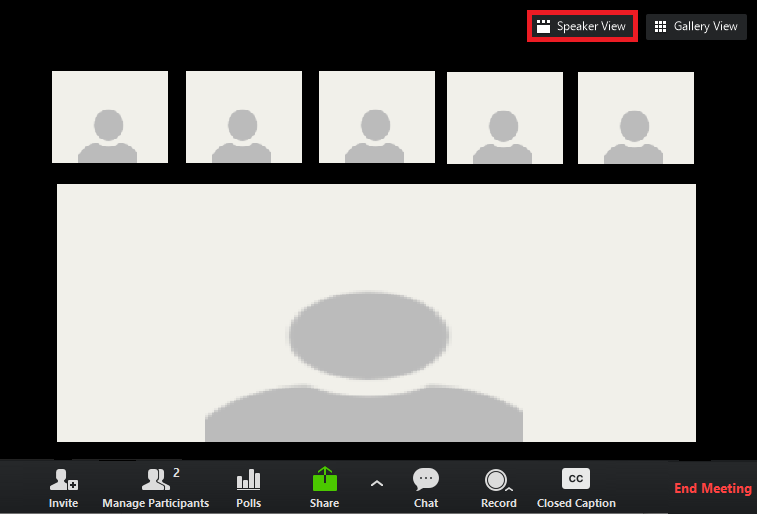 Speaker View
Gallery View
2
Invite
Manage Participants
Polls
Share
Chat
Record
CC
Closed Caption
End Meeting